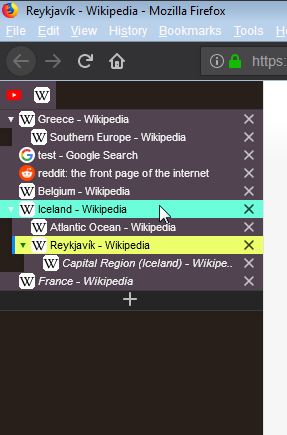 Reykjavík - Wikipedia - Mozilla Firefox
File Edit View History Bookmarks Tools H
https:
W
W Greece - Wikipedia
W Southern Europe - Wikipedia
G test - Google Search
reddit: the front page of the internet
W Belgium - Wikipedia
W Iceland - Wikipedia
W Atlantic Ocean - Wikipedia
W Reykjavík - Wikipedia
W Capital Region (Iceland) - Wikipe..
W France - Wikipedia